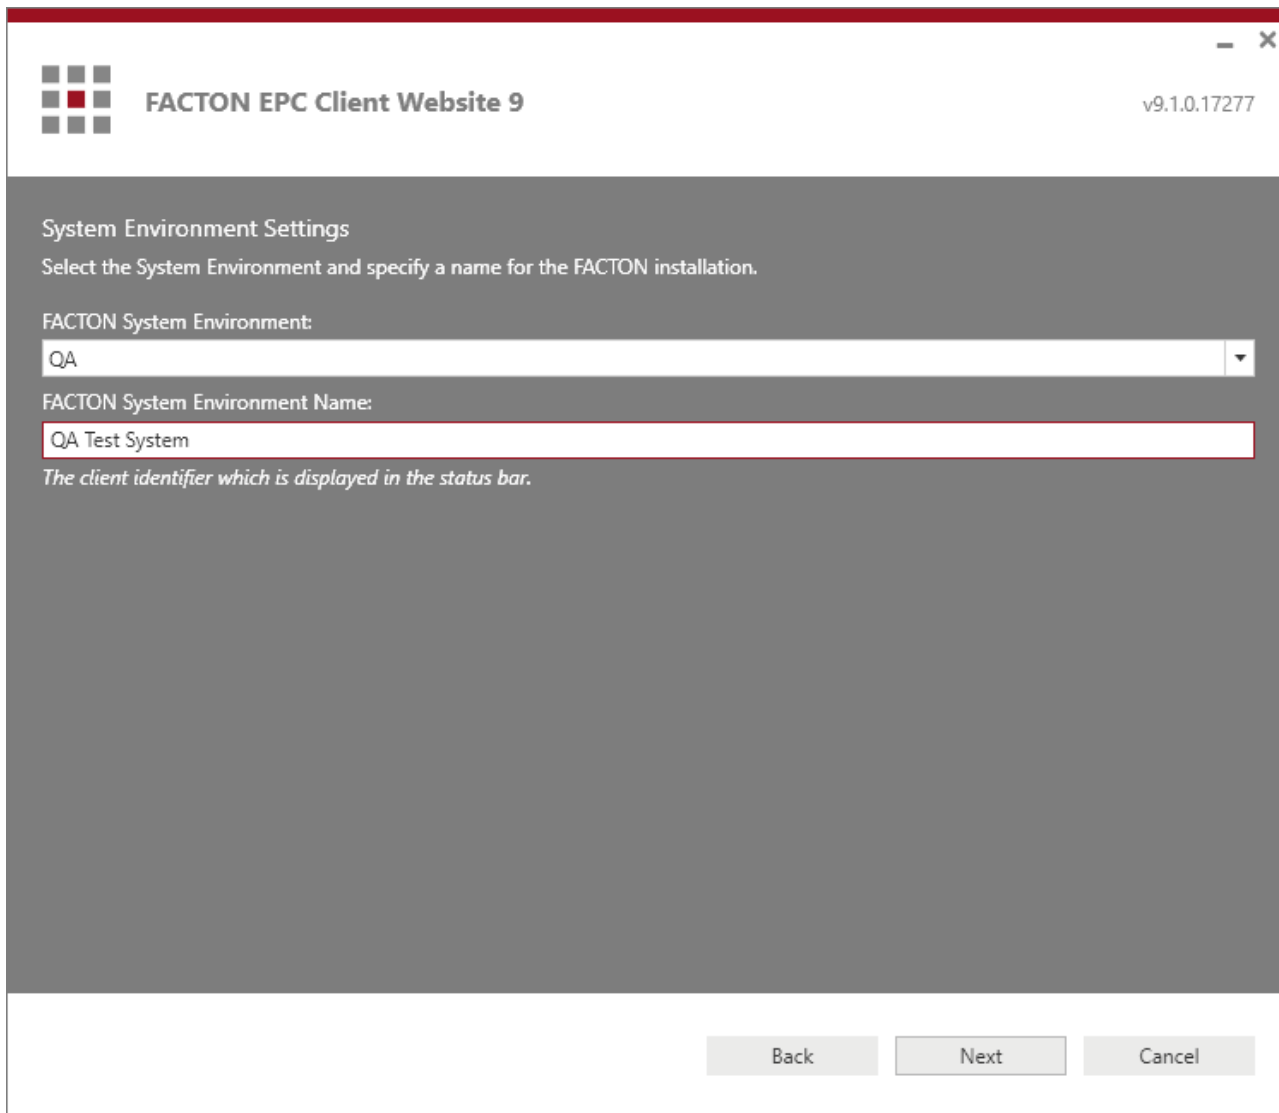 FACTON EPC Client Website 9
v9.1.0.17277
System Environment Settings
Select the System Environment and specify a name for the FACTON installation.
FACTON System Environment:
QA
FACTON System Environment Name:
QA Test System
The client identifier which is displayed in the status bar.
Back
Next
Cancel